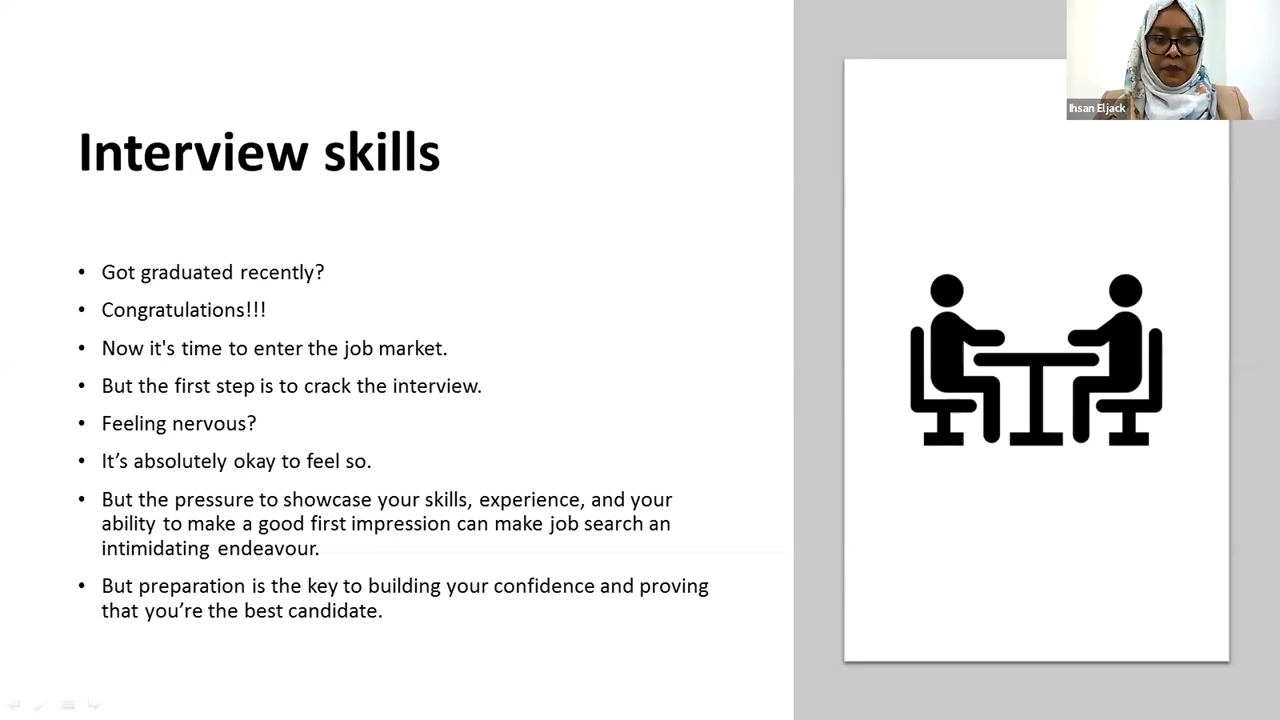 Interview skills
• Got graduated recently?
• Congratulations!!!
• Now it's time to enter the job market.
• But the first step is to crack the interview.
• Feeling nervous?
• It’s absolutely okay to feel so.
• But the pressure to showcase your skills, experience, and your
ability to make a good first impression can make job search an
intimidating endeavour.
• But preparation is the key to building your confidence and proving
that you’re the best candidate.
Ihsan Eljack